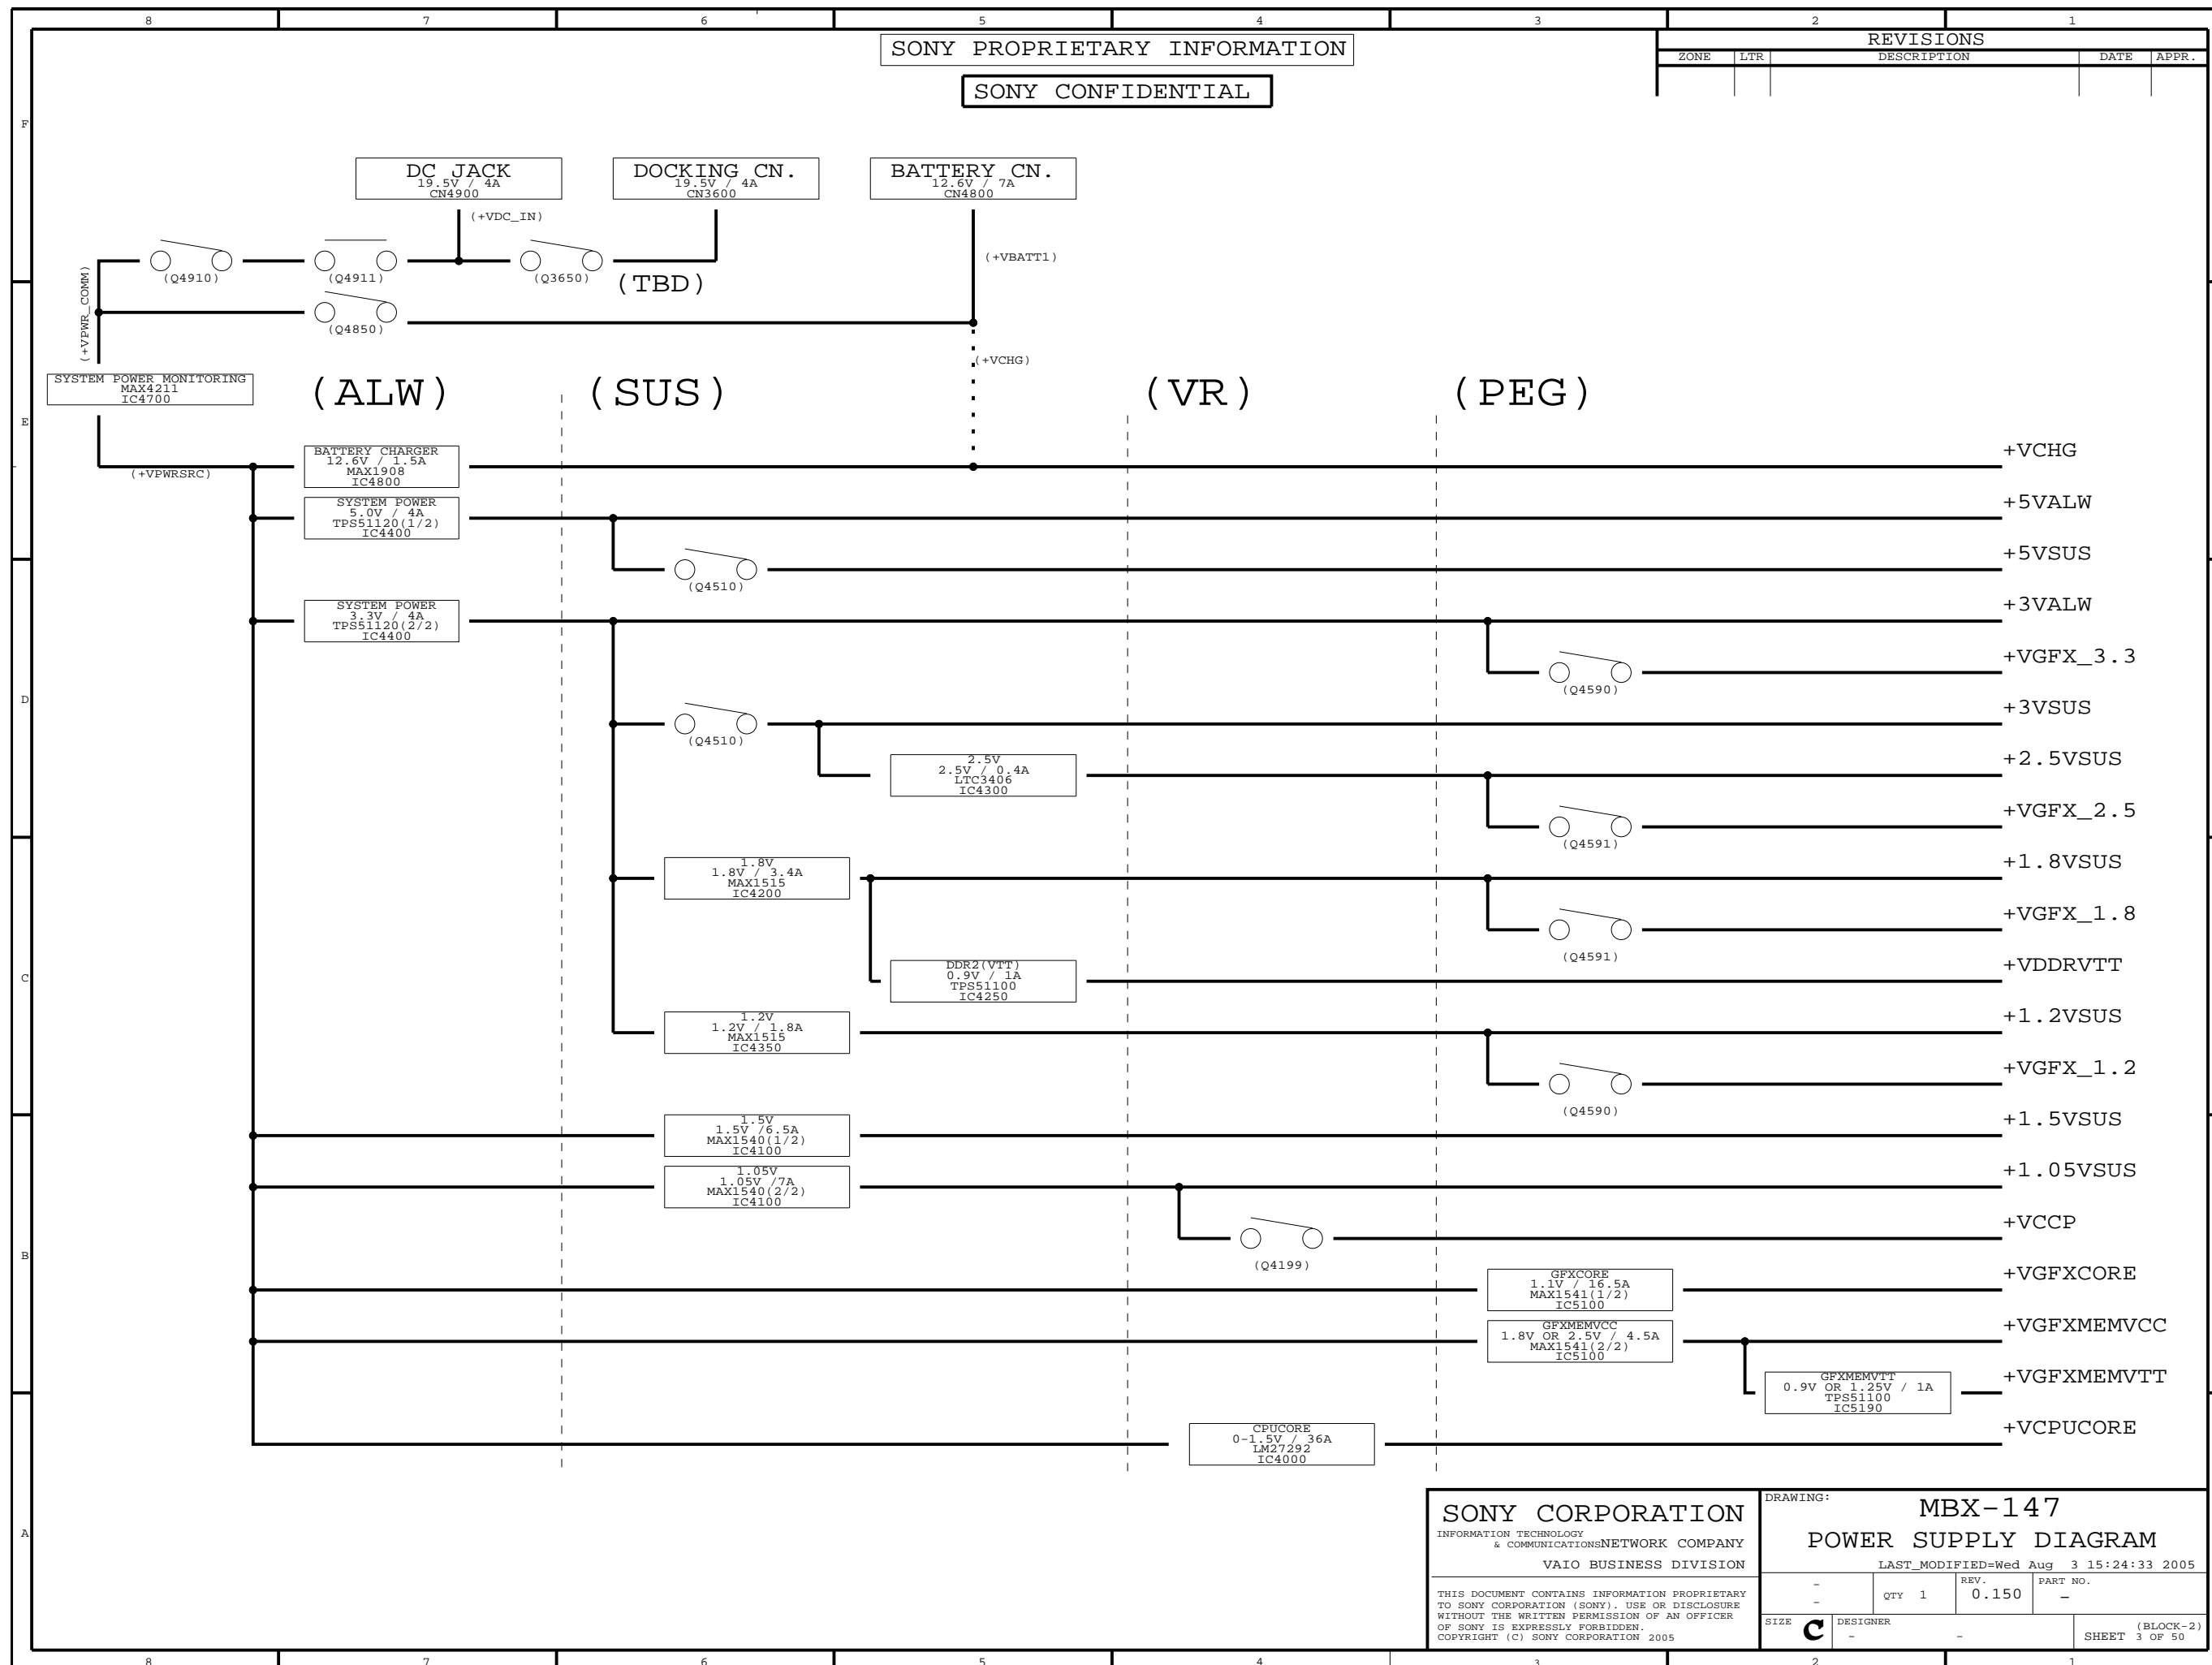 8 7 6 5 4 3 2 1
SONY PROPRIETARY INFORMATION
SONY CONFIDENTIAL
REVISIONS
ZONE LTR DESCRIPTION DATE APPR.
F
DC JACK
19.5V / 4A
CN4900
DOCKING CN.
19.5V / 4A
CN3600
BATTERY CN.
12.6V / 7A
CN4800
(+VDC_IN)
(+VBATT1)
(Q4910)
(Q4911)
(Q3650)
(TBD)
(+VPWR_COMM)
(Q4850)
(+VCHG)
SYSTEM POWER MONITORING
MAX4211
IC4700
(ALW)
(SUS)
(VR)
(PEG)
E
(+VPWRSRC)
BATTERY CHARGER
12.6V / 1.5A
MAX1908
IC4800
+VCHG
SYSTEM POWER
5.0V / 4A
TPS51120(1/2)
IC4400
+5VALW
(Q4510)
+5VSUS
SYSTEM POWER
3.3V / 4A
TPS51120(2/2)
IC4400
+3VALW
(Q4590)
+VGFX_3.3
D
(Q4510)
+3VSUS
2.5V
2.5V / 0.4A
LTC3406
IC4300
+2.5VSUS
(Q4591)
+VGFX_2.5
1.8V
1.8V / 3.4A
MAX1515
IC4200
+1.8VSUS
(Q4591)
+VGFX_1.8
C
DDR2(VTT)
0.9V / 1A
TPS51100
IC4250
+VDDRVTT
1.2V
1.2V / 1.8A
MAX1515
IC4350
+1.2VSUS
(Q4590)
+VGFX_1.2
1.5V
1.5V /6.5A
MAX1540(1/2)
IC4100
+1.5VSUS
1.05V
1.05V /7A
MAX1540(2/2)
IC4100
+1.05VSUS
B
(Q4199)
+VCCP
GFXCORE
1.1V / 16.5A
MAX1541(1/2)
IC5100
+VGFXCORE
GFXMEMVCC
1.8V OR 2.5V / 4.5A
MAX1541(2/2)
IC5100
+VGFXMEMVCC
GFXMEMVTT
0.9V OR 1.25V / 1A
TPS51100
IC5190
+VGFXMEMVTT
CPUCORE
0-1.5V / 36A
LM27292
IC4000
+VCPUCORE
A
SONY CORPORATION
INFORMATION TECHNOLOGY
& COMMUNICATIONS NETWORK COMPANY
VAIO BUSINESS DIVISION
THIS DOCUMENT CONTAINS INFORMATION PROPRIETARY
TO SONY CORPORATION (SONY). USE OR DISCLOSURE
WITHOUT THE WRITTEN PERMISSION OF AN OFFICER
OF SONY IS EXPRESSLY FORBIDDEN.
COPYRIGHT (C) SONY CORPORATION 2005
DRAWING:
MBX-147
POWER SUPPLY DIAGRAM
LAST_MODIFIED=Wed Aug 3 15:24:33 2005
-
-
QTY 1
REV.
0.150
PART NO.
-
SIZE C
DESIGNER
- -
(BLOCK-2)
SHEET 3 OF 50
8 7 6 5 4 3 2 1